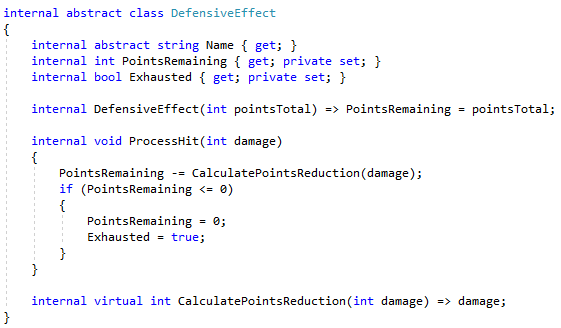 internal abstract class DefensiveEffect
{
    internal abstract string Name { get; }
    internal int PointsRemaining { get; private set; }
    internal bool Exhausted { get; private set; }

    internal DefensiveEffect(int pointsTotal) => PointsRemaining = pointsTotal;

    internal void ProcessHit(int damage)
    {
        PointsRemaining -= CalculatePointsReduction(damage);
        if (PointsRemaining <= 0)
        {
            PointsRemaining = 0;
            Exhausted = true;
        }
    }

    internal virtual int CalculatePointsReduction(int damage) => damage;
}